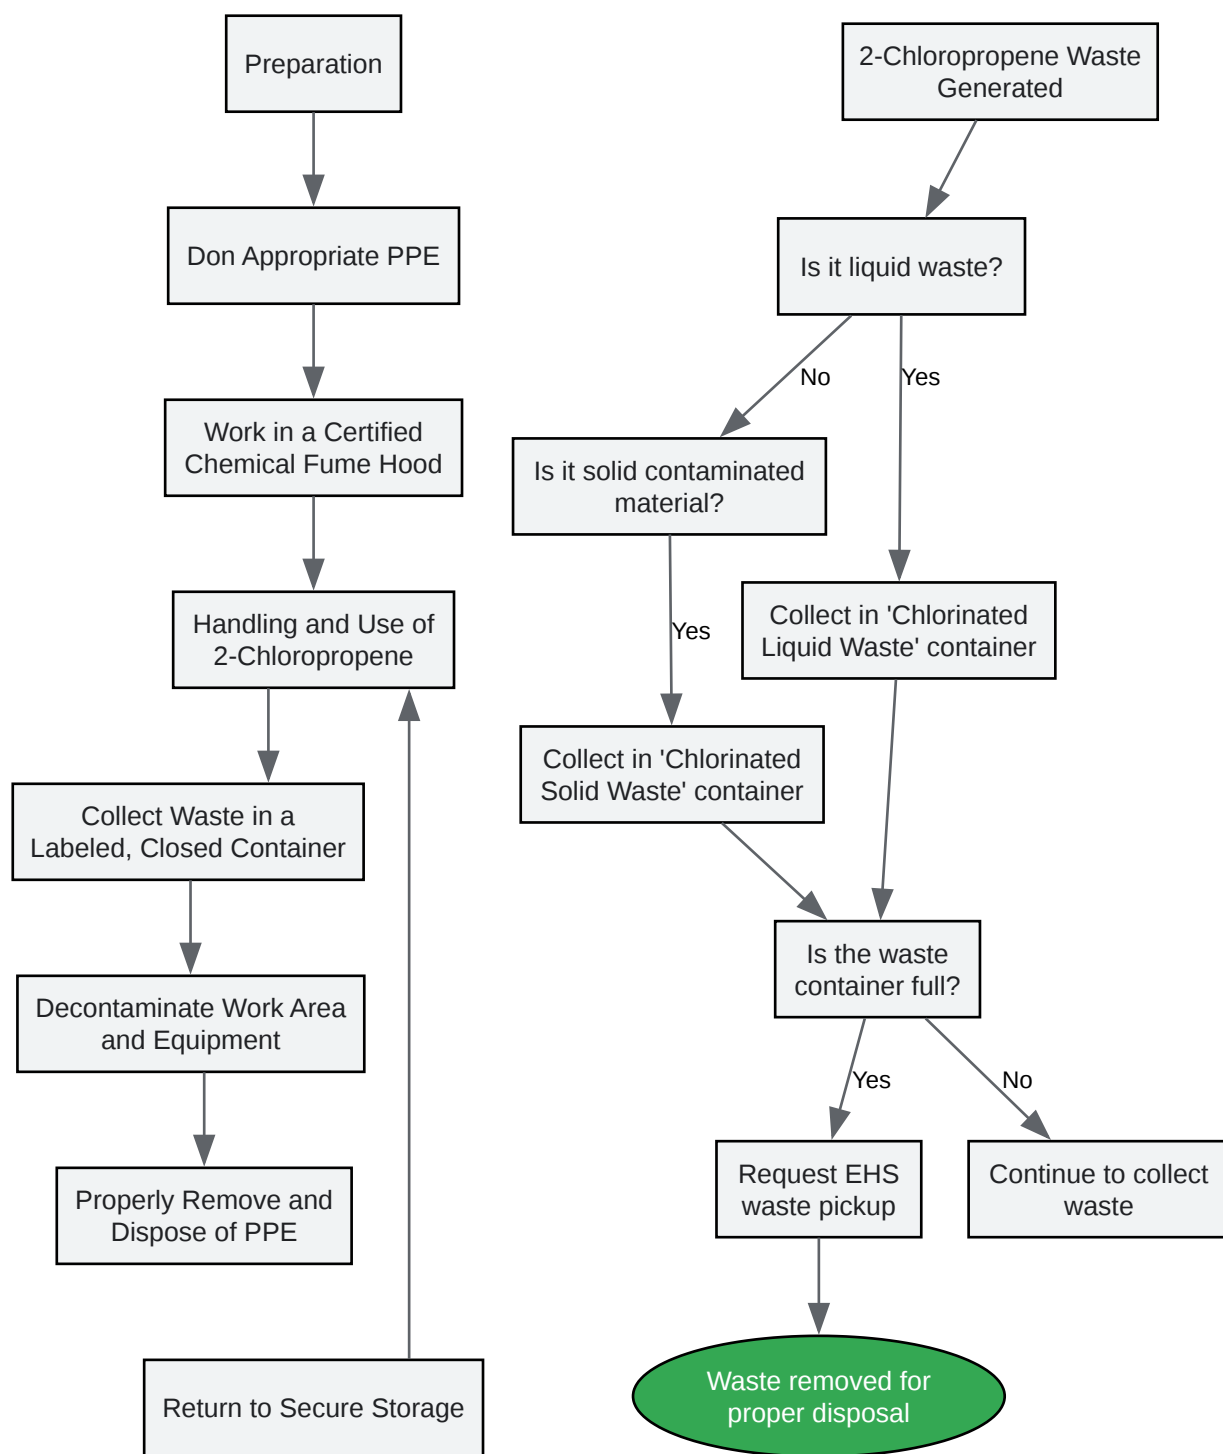 Preparation
Don Appropriate PPE
Work in a Certified
Chemical Fume Hood
Handling and Use of
2-Chloropropene
Collect Waste in a
Labeled, Closed Container
Decontaminate Work Area
and Equipment
Properly Remove and
Dispose of PPE
Return to Secure Storage
2-Chloropropene Waste
Generated
Is it liquid waste?
No
Yes
Is it solid contaminated
material?
Yes
Collect in 'Chlorinated
Liquid Waste' container
Collect in 'Chlorinated
Solid Waste' container
Is the waste
container full?
Yes
No
Request EHS
waste pickup
Continue to collect
waste
Waste removed for
proper disposal